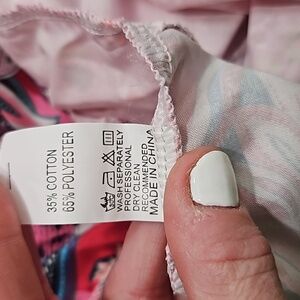 35% COTTON
65% POLYESTER
WASH SEPARATELY
PROFESSIONAL
DRY CLEAN
RECOMMENDED
MADE IN CHINA